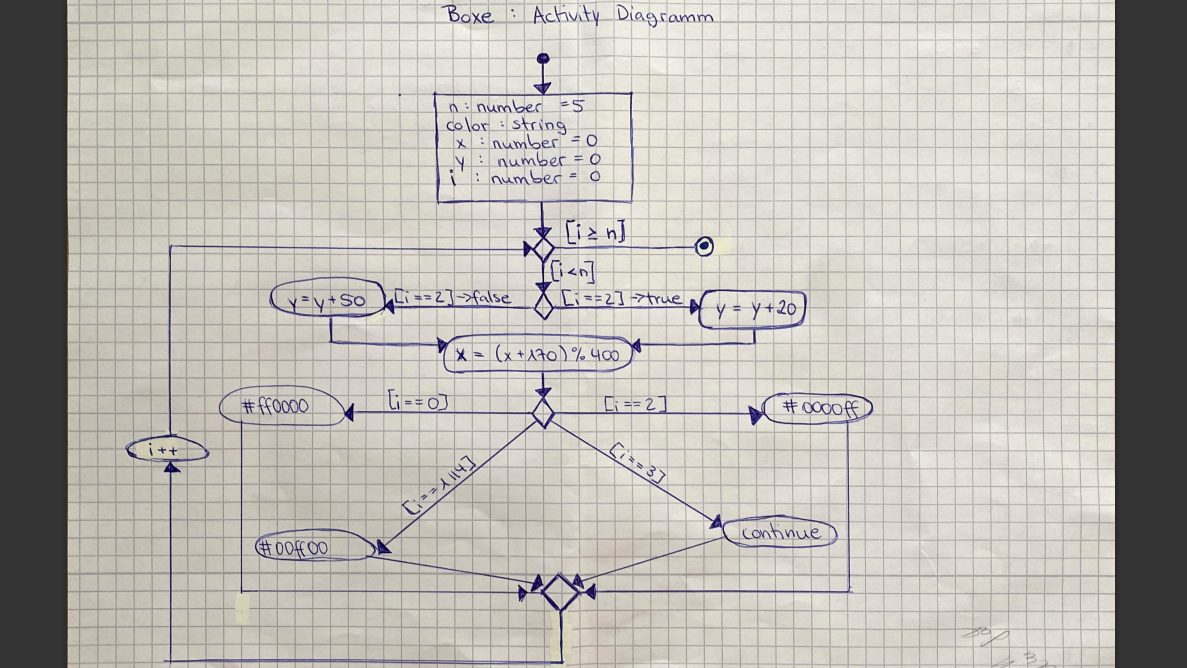 Boxe : Activity Diagramm
n : number = 5
color : string
x : number = 0
y : number = 0
i : number = 0
[i ≥ n]
[i<n]
y = y+50
[i==2]->false
[i==2]->true
y = y+20
x = (x+170)%400
#ff0000
[i==0]
[i==2]
#0000ff
i++
[i==1||4]
[i==3]
#00ff00
continue